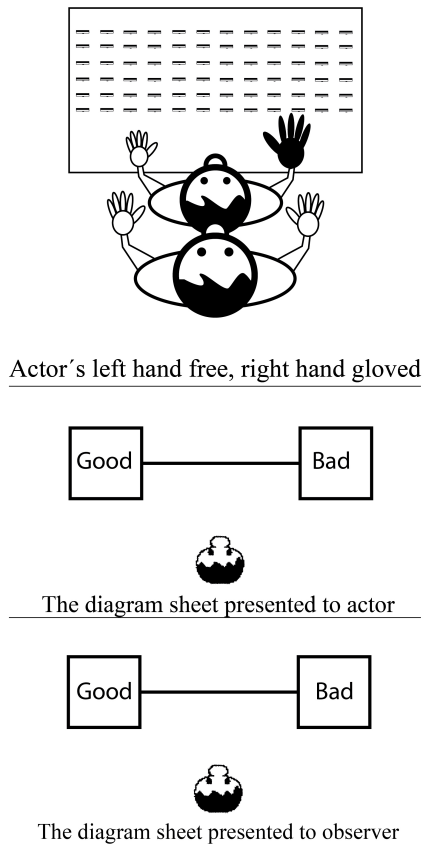 Actor´s left hand free, right hand gloved
Good Bad
The diagram sheet presented to actor
Good Bad
The diagram sheet presented to observer